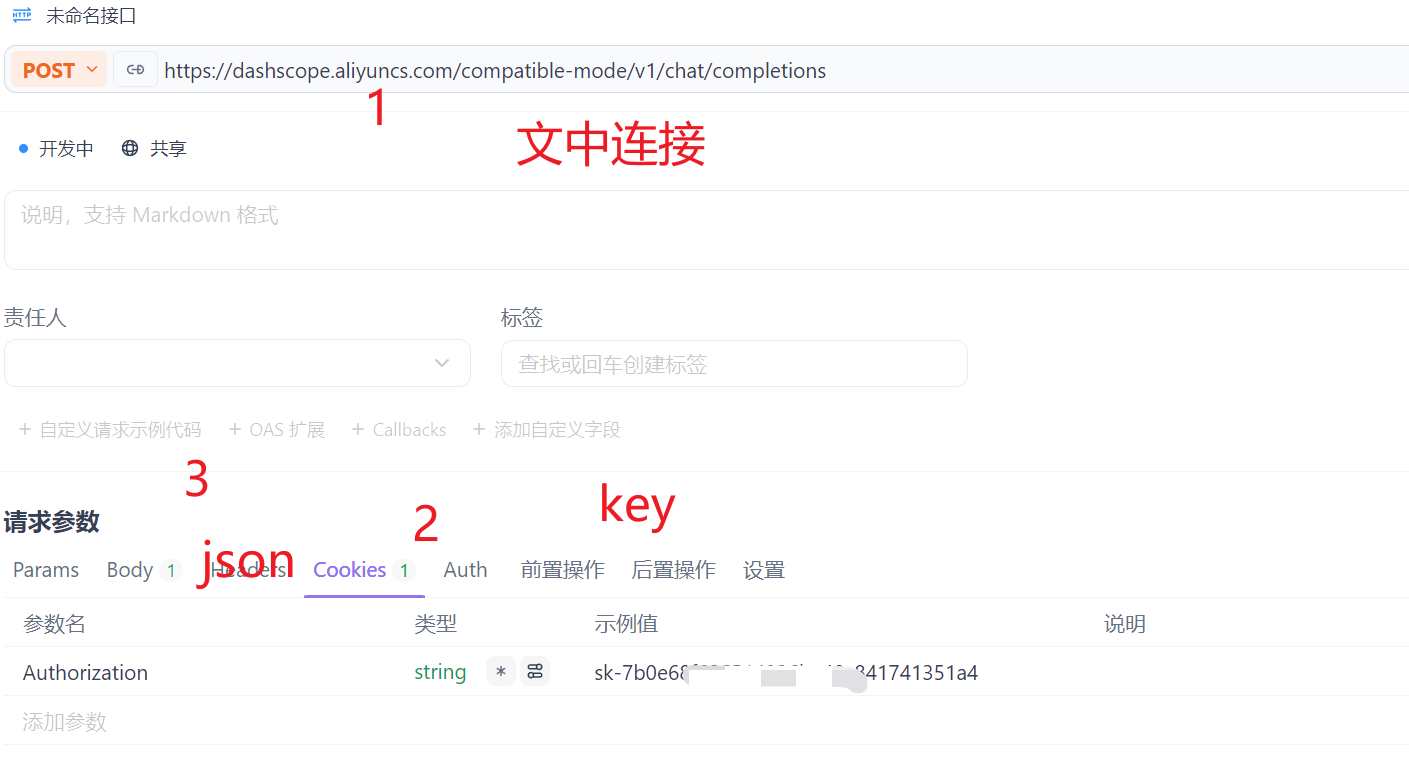 HTTP 未命名接口
POST https://dashscope.aliyuncs.com/compatible-mode/v1/chat/completions
1
文中连接
开发中 共享
说明，支持 Markdown 格式
责任人 标签
查找或回车创建标签
+ 自定义请求示例代码 + OAS 扩展 + Callbacks + 添加自定义字段
3
2
key
请求参数
json
Params Body 1 Headers Cookies 1 Auth 前置操作 后置操作 设置
参数名 类型 示例值 说明
Authorization string *
添加参数